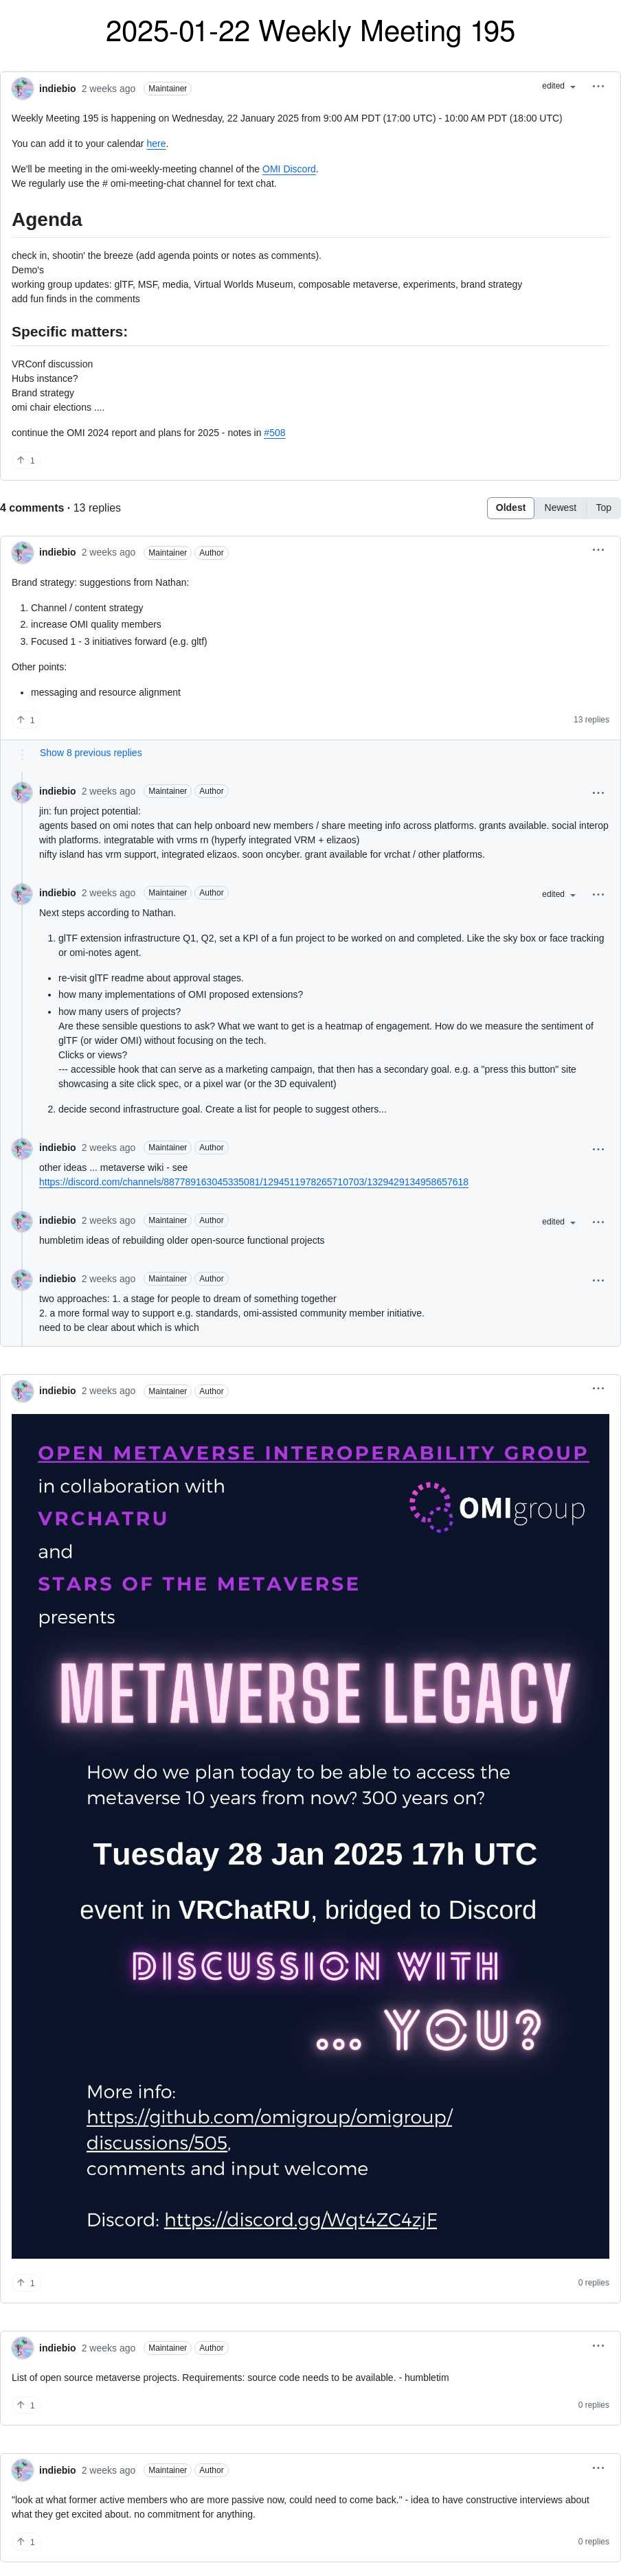 2025-01-22 Weekly Meeting 195
indiebio 2 weeks ago Maintainer edited
Weekly Meeting 195 is happening on Wednesday, 22 January 2025 from 9:00 AM PDT (17:00 UTC) - 10:00 AM PDT (18:00 UTC)
You can add it to your calendar here.
We'll be meeting in the omi-weekly-meeting channel of the OMI Discord.
We regularly use the # omi-meeting-chat channel for text chat.
Agenda
check in, shootin' the breeze (add agenda points or notes as comments).
Demo's
working group updates: glTF, MSF, media, Virtual Worlds Museum, composable metaverse, experiments, brand strategy
add fun finds in the comments
Specific matters:
VRConf discussion
Hubs instance?
Brand strategy
omi chair elections ....
continue the OMI 2024 report and plans for 2025 - notes in #508
1
4 comments · 13 replies Oldest Newest Top
indiebio 2 weeks ago Maintainer Author
Brand strategy: suggestions from Nathan:
1. Channel / content strategy
2. increase OMI quality members
3. Focused 1 - 3 initiatives forward (e.g. gltf)
Other points:
• messaging and resource alignment
1 13 replies
Show 8 previous replies
indiebio 2 weeks ago Maintainer Author
jin: fun project potential:
agents based on omi notes that can help onboard new members / share meeting info across platforms. grants available. social interop
with platforms. integratable with vrms rn (hyperfy integrated VRM + elizaos)
nifty island has vrm support, integrated elizaos. soon oncyber. grant available for vrchat / other platforms.
indiebio 2 weeks ago Maintainer Author edited
Next steps according to Nathan.
1. glTF extension infrastructure Q1, Q2, set a KPI of a fun project to be worked on and completed. Like the sky box or face tracking
or omi-notes agent.
• re-visit glTF readme about approval stages.
• how many implementations of OMI proposed extensions?
• how many users of projects?
Are these sensible questions to ask? What we want to get is a heatmap of engagement. How do we measure the sentiment of
glTF (or wider OMI) without focusing on the tech.
Clicks or views?
--- accessible hook that can serve as a marketing campaign, that then has a secondary goal. e.g. a "press this button" site
showcasing a site click spec, or a pixel war (or the 3D equivalent)
2. decide second infrastructure goal. Create a list for people to suggest others...
indiebio 2 weeks ago Maintainer Author
other ideas ... metaverse wiki - see
https://discord.com/channels/887789163045335081/1294511978265710703/1329429134958657618
indiebio 2 weeks ago Maintainer Author edited
humbletim ideas of rebuilding older open-source functional projects
indiebio 2 weeks ago Maintainer Author
two approaches: 1. a stage for people to dream of something together
2. a more formal way to support e.g. standards, omi-assisted community member initiative.
need to be clear about which is which
indiebio 2 weeks ago Maintainer Author
OPEN METAVERSE INTEROPERABILITY GROUP
in collaboration with
VRCHATRU
OMIgroup
and
STARS OF THE METAVERSE
presents
METAVERSE LEGACY
How do we plan today to be able to access the
metaverse 10 years from now? 300 years on?
Tuesday 28 Jan 2025 17h UTC
event in VRChatRU, bridged to Discord
DISCUSSION WITH
... YOU?
More info:
https://github.com/omigroup/omigroup/
discussions/505,
comments and input welcome
Discord: https://discord.gg/Wqt4ZC4zjF
1 0 replies
indiebio 2 weeks ago Maintainer Author
List of open source metaverse projects. Requirements: source code needs to be available. - humbletim
1 0 replies
indiebio 2 weeks ago Maintainer Author
"look at what former active members who are more passive now, could need to come back." - idea to have constructive interviews about
what they get excited about. no commitment for anything.
1 0 replies